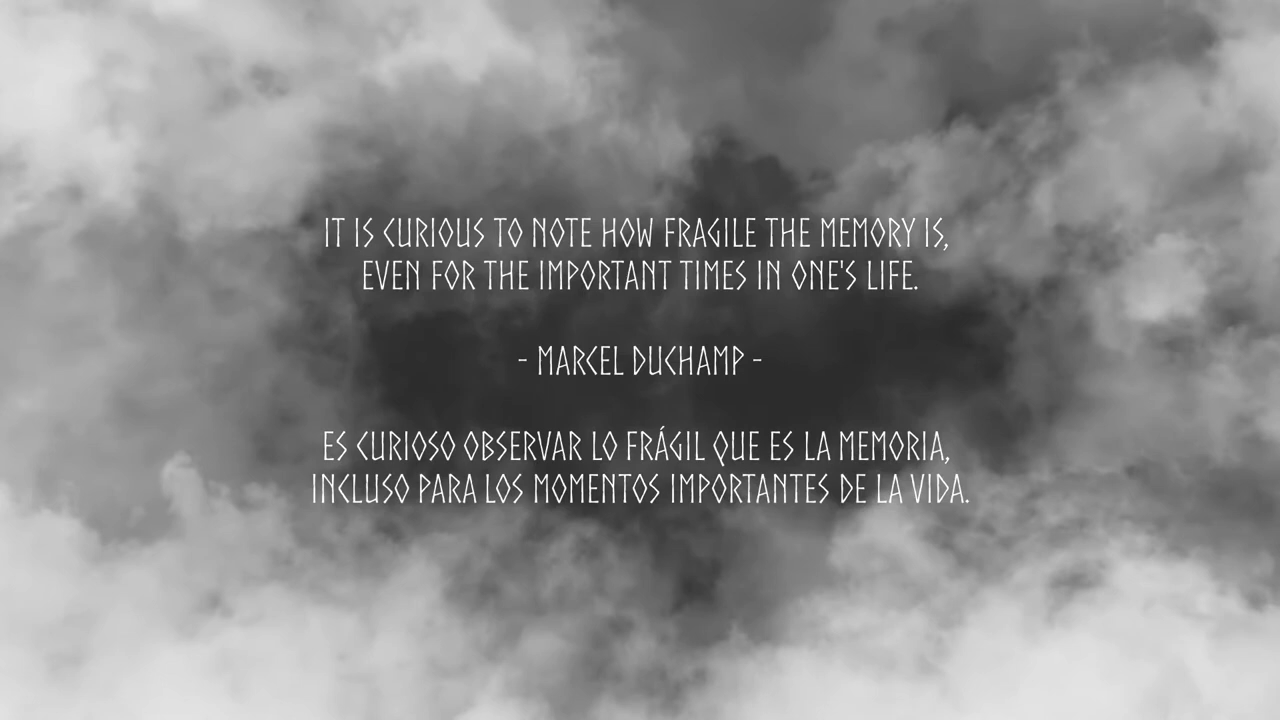 IT IS CURIOUS TO NOTE HOW FRAGILE THE MEMORY IS,
EVEN FOR THE IMPORTANT TIMES IN ONE'S LIFE.
- MARCEL DUCHAMP -
ES CURIOSO OBSERVAR LO FRÁGIL QUE ES LA MEMORIA,
INCLUSO PARA LOS MOMENTOS IMPORTANTES DE LA VIDA.